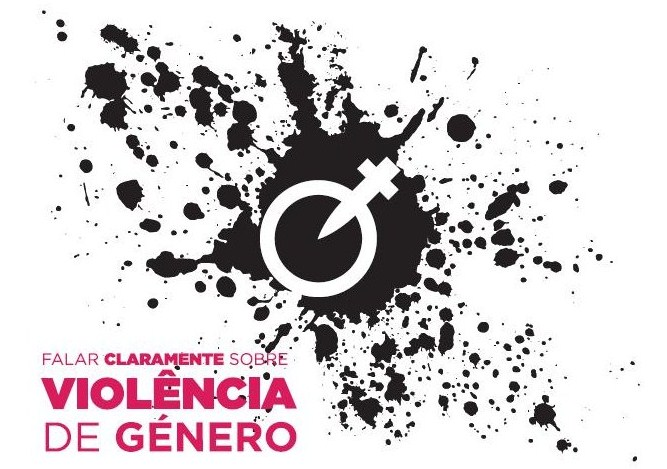 FALAR CLARAMENTE SOBRE
VIOLÊNCIA
DE GÉNERO